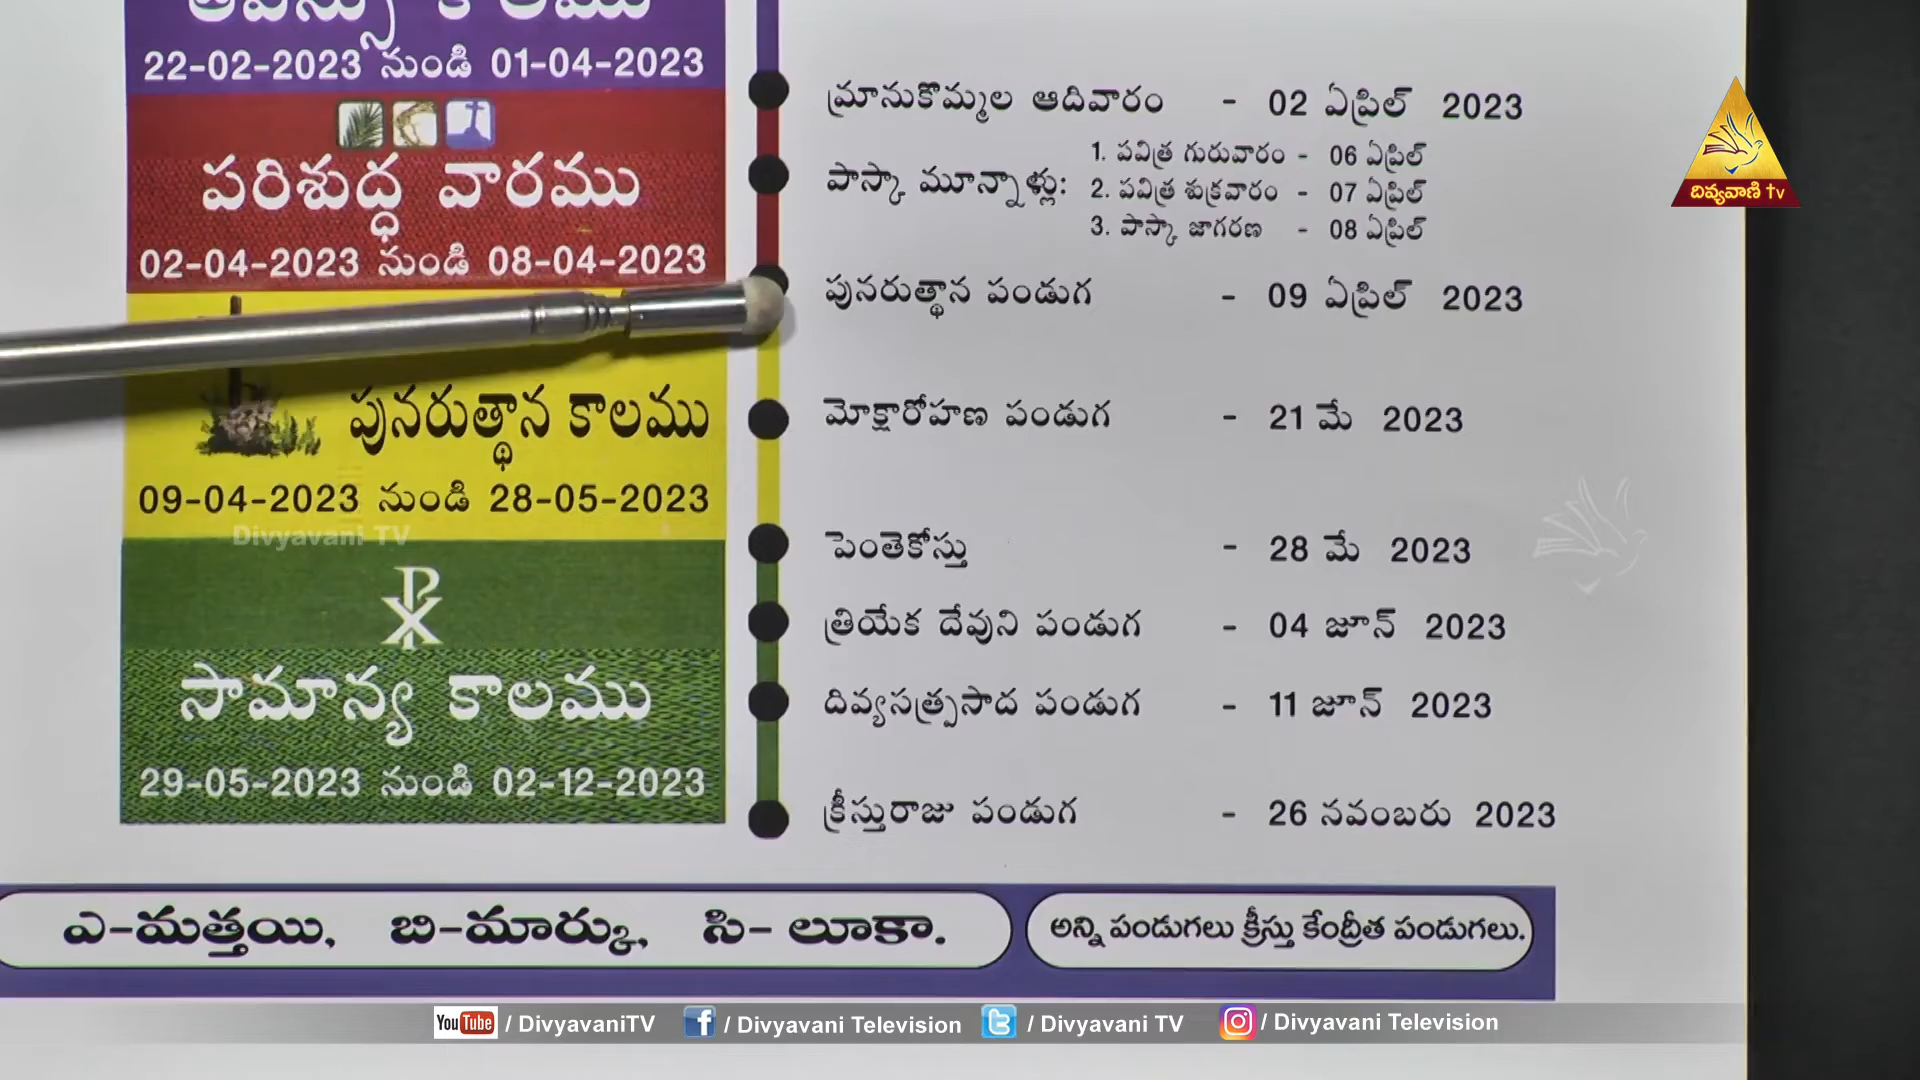 తపస్సు కాలము
22-02-2023 నుండి 01-04-2023
పరిశుద్ధ వారము
02-04-2023 నుండి 08-04-2023
పునరుత్థాన కాలము
09-04-2023 నుండి 28-05-2023
Divyavani TV
సామాన్య కాలము
29-05-2023 నుండి 02-12-2023
మ్రానుకొమ్మల ఆదివారం - 02 ఏప్రిల్ 2023
పాస్కా మూన్నాళ్లు: 1. పవిత్ర గురువారం - 06 ఏప్రిల్
2. పవిత్ర శుక్రవారం - 07 ఏప్రిల్
3. పాస్కా జాగరణ - 08 ఏప్రిల్
పునరుత్థాన పండుగ - 09 ఏప్రిల్ 2023
మోక్షారోహణ పండుగ - 21 మే 2023
పెంతెకోస్తు - 28 మే 2023
త్రియేక దేవుని పండుగ - 04 జూన్ 2023
దివ్యసత్ప్రసాద పండుగ - 11 జూన్ 2023
క్రీస్తురాజు పండుగ - 26 నవంబరు 2023
దివ్యవాణి tv
ఎ-మత్తయి, బి-మార్కు, సి- లూకా.
అన్ని పండుగలు క్రీస్తు కేంద్రీత పండుగలు.
YouTube / DivyavaniTV / Divyavani Television / Divyavani TV / Divyavani Television